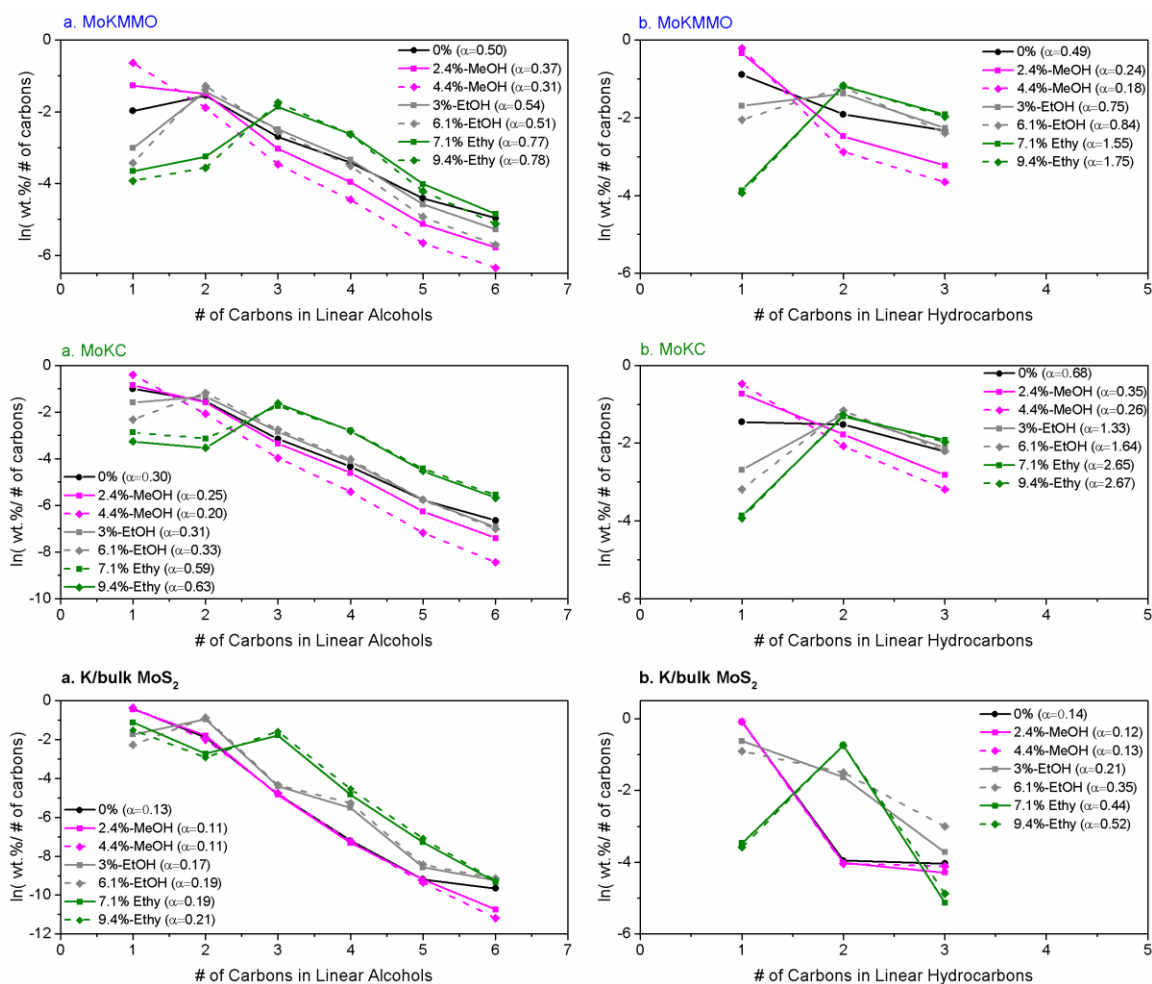 a. MoKMMO
ln( wt.%/ # of carbons)
0
-2
-4
-6
0% (α=0.50)
2.4%-MeOH (α=0.37)
4.4%-MeOH (α=0.31)
3%-EtOH (α=0.54)
6.1%-EtOH (α=0.51)
7.1% Ethy (α=0.77)
9.4%-Ethy (α=0.78)
0 1 2 3 4 5 6 7
# of Carbons in Linear Alcohols
b. MoKMMO
ln( wt.%/ # of carbons)
0
-2
-4
-6
0% (α=0.49)
2.4%-MeOH (α=0.24)
4.4%-MeOH (α=0.18)
3%-EtOH (α=0.75)
6.1%-EtOH (α=0.84)
7.1% Ethy (α=1.55)
9.4%-Ethy (α=1.75)
0 1 2 3 4 5
# of Carbons in Linear Hydrocarbons
a. MoKC
ln( wt.%/ # of carbons)
0
-2
-4
-6
-8
-10
0% (α=0.30)
2.4%-MeOH (α=0.25)
4.4%-MeOH (α=0.20)
3%-EtOH (α=0.31)
6.1%-EtOH (α=0.33)
7.1% Ethy (α=0.59)
9.4%-Ethy (α=0.63)
0 1 2 3 4 5 6 7
# of Carbons in Linear Alcohols
b. MoKC
ln( wt.%/ # of carbons)
0
-2
-4
-6
0% (α=0.68)
2.4%-MeOH (α=0.35)
4.4%-MeOH (α=0.26)
3%-EtOH (α=1.33)
6.1%-EtOH (α=1.64)
7.1% Ethy (α=2.65)
9.4%-Ethy (α=2.67)
0 1 2 3 4 5
# of Carbons in Linear Hydrocarbons
a. K/bulk MoS2
ln( wt.%/ # of carbons)
0
-2
-4
-6
-8
-10
-12
0% (α=0.13)
2.4%-MeOH (α=0.11)
4.4%-MeOH (α=0.11)
3%-EtOH (α=0.17)
6.1%-EtOH (α=0.19)
7.1% Ethy (α=0.19)
9.4%-Ethy (α=0.21)
0 1 2 3 4 5 6 7
# of Carbons in Linear Alcohols
b. K/bulk MoS2
ln( wt.%/ # of carbons)
0
-2
-4
-6
0% (α=0.14)
2.4%-MeOH (α=0.12)
4.4%-MeOH (α=0.13)
3%-EtOH (α=0.21)
6.1%-EtOH (α=0.35)
7.1% Ethy (α=0.44)
9.4%-Ethy (α=0.52)
0 1 2 3 4 5
# of Carbons in Linear Hydrocarbons